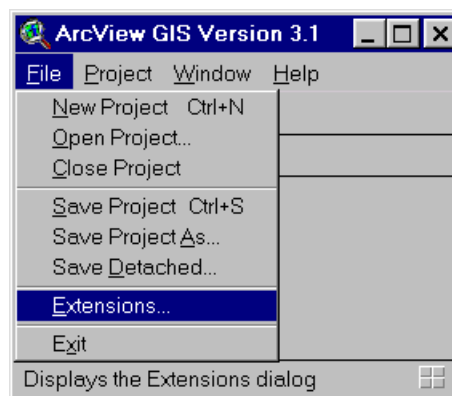 ArcView GIS Version 3.1
File Project Window Help
New Project Ctrl+N
Open Project...
Close Project
Save Project Ctrl+S
Save Project As...
Save Detached...
Extensions...
Exit
Displays the Extensions dialog